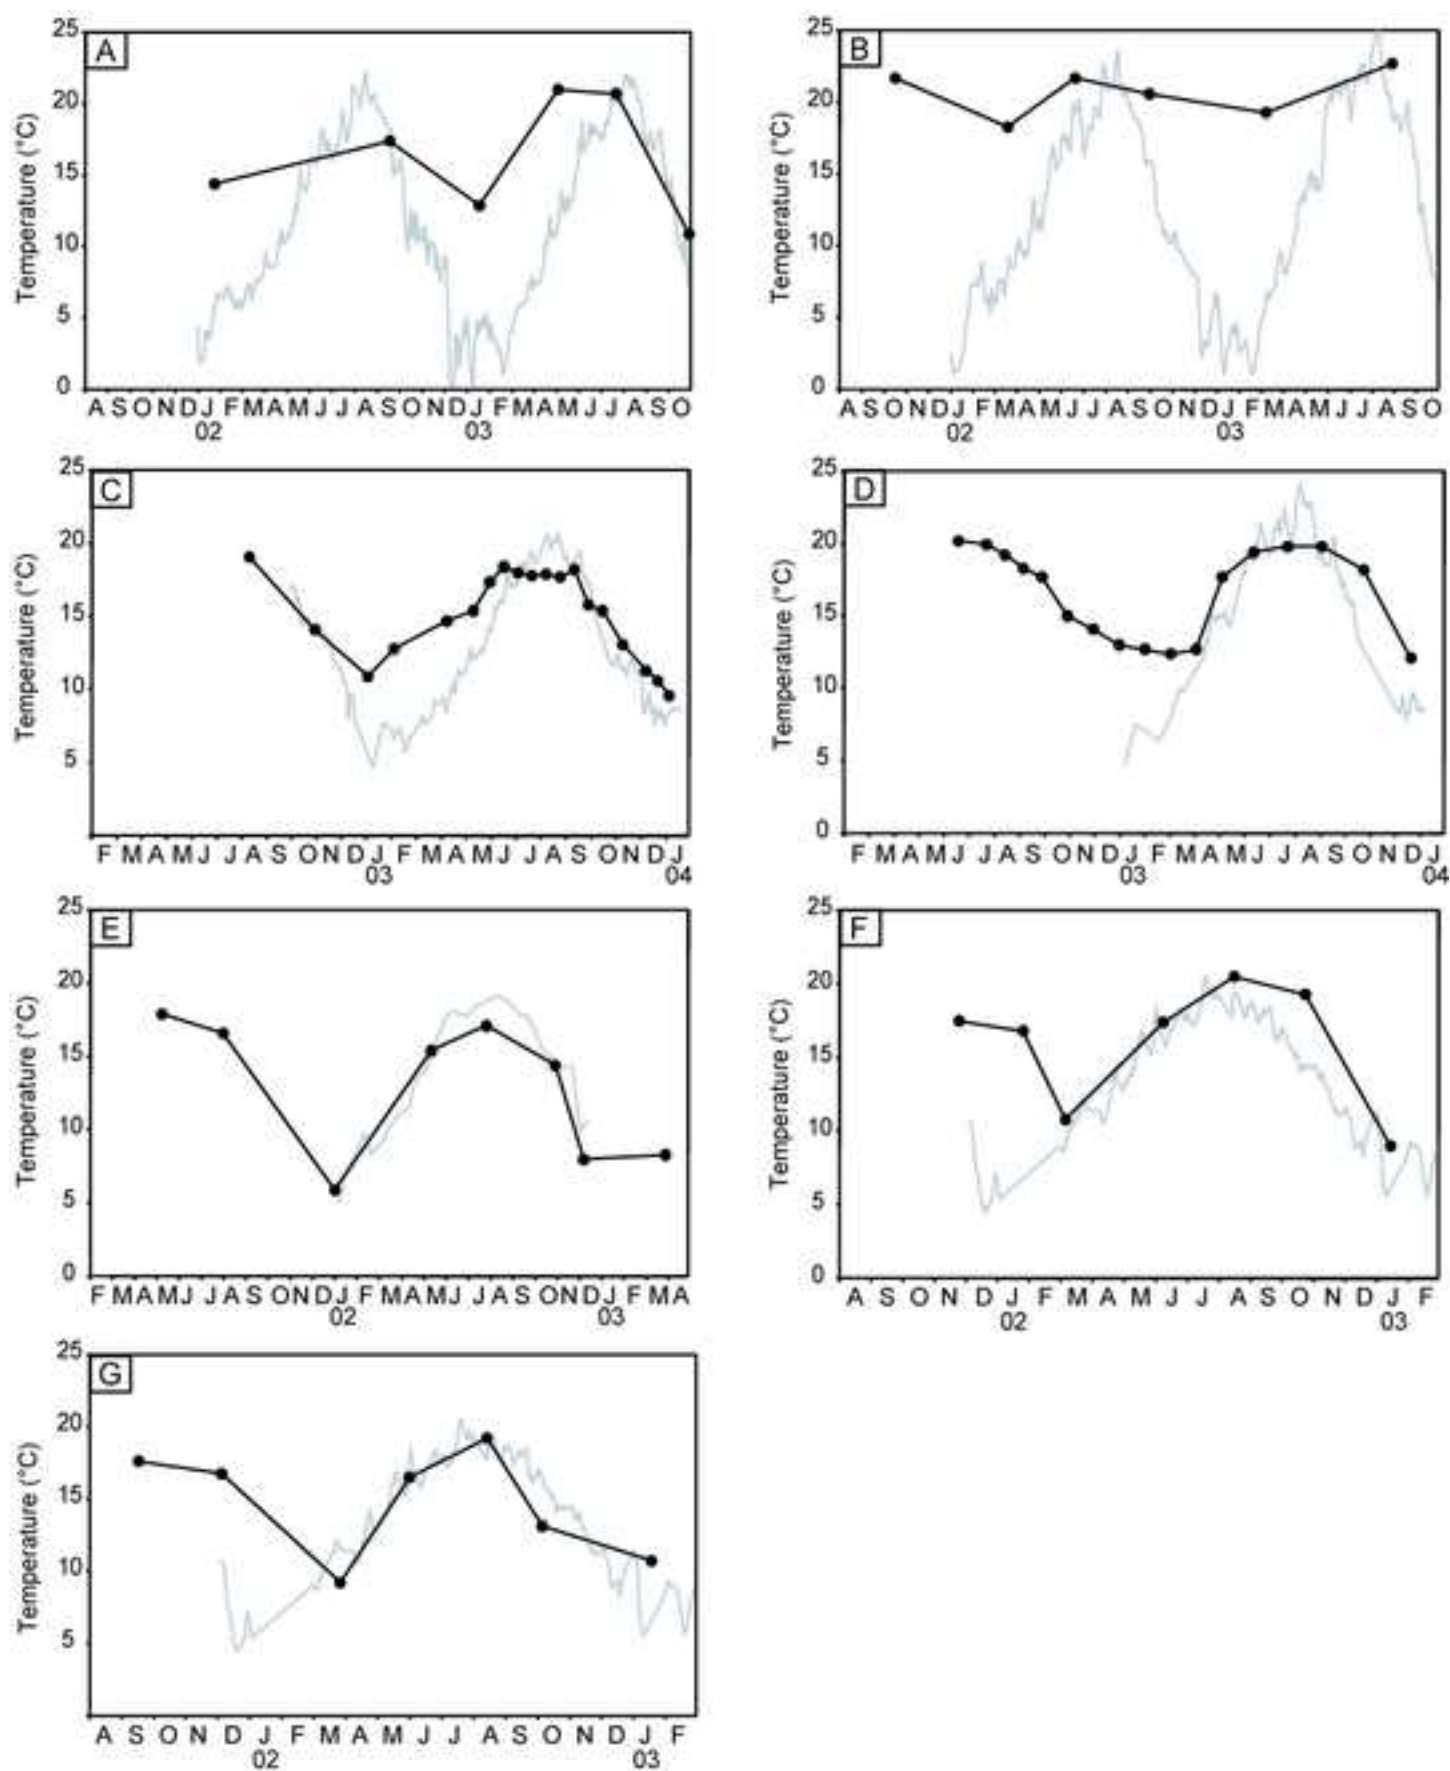 A
25
20
15
10
5
0
Temperature (°C)
A S O N D J F M A M J J A S O N D J F M A M J J A S O
02 03
B
25
20
15
10
5
0
Temperature (°C)
A S O N D J F M A M J J A S O N D J F M A M J J A S O
02 03
C
25
20
15
10
5
Temperature (°C)
F M A M J J A S O N D J F M A M J J A S O N D J
03 04
D
25
20
15
10
5
0
Temperature (°C)
F M A M J J A S O N D J F M A M J J A S O N D J
03 04
E
25
20
15
10
5
0
Temperature (°C)
F M A M J J A S O N D J F M A M J J A S O N D J F M A
02 03
F
25
20
15
10
5
0
Temperature (°C)
A S O N D J F M A M J J A S O N D J F
02 03
G
25
20
15
10
5
Temperature (°C)
A S O N D J F M A M J J A S O N D J F
02 03